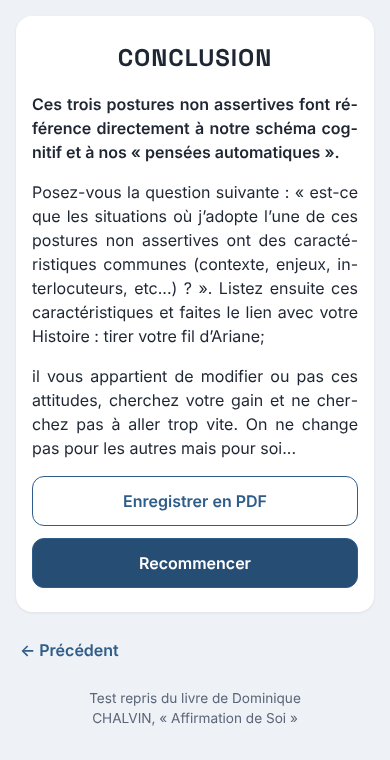 CONCLUSION
Ces trois postures non assertives font ré-
férence directement à notre schéma cog-
nitif et à nos « pensées automatiques ».
Posez-vous la question suivante : « est-ce
que les situations où j’adopte l’une de ces
postures non assertives ont des caracté-
ristiques communes (contexte, enjeux, in-
terlocuteurs, etc...) ? ». Listez ensuite ces
caractéristiques et faites le lien avec votre
Histoire : tirer votre fil d’Ariane;
il vous appartient de modifier ou pas ces
attitudes, cherchez votre gain et ne cher-
chez pas à aller trop vite. On ne change
pas pour les autres mais pour soi...
Enregistrer en PDF
Recommencer
← Précédent
Test repris du livre de Dominique
CHALVIN, « Affirmation de Soi »